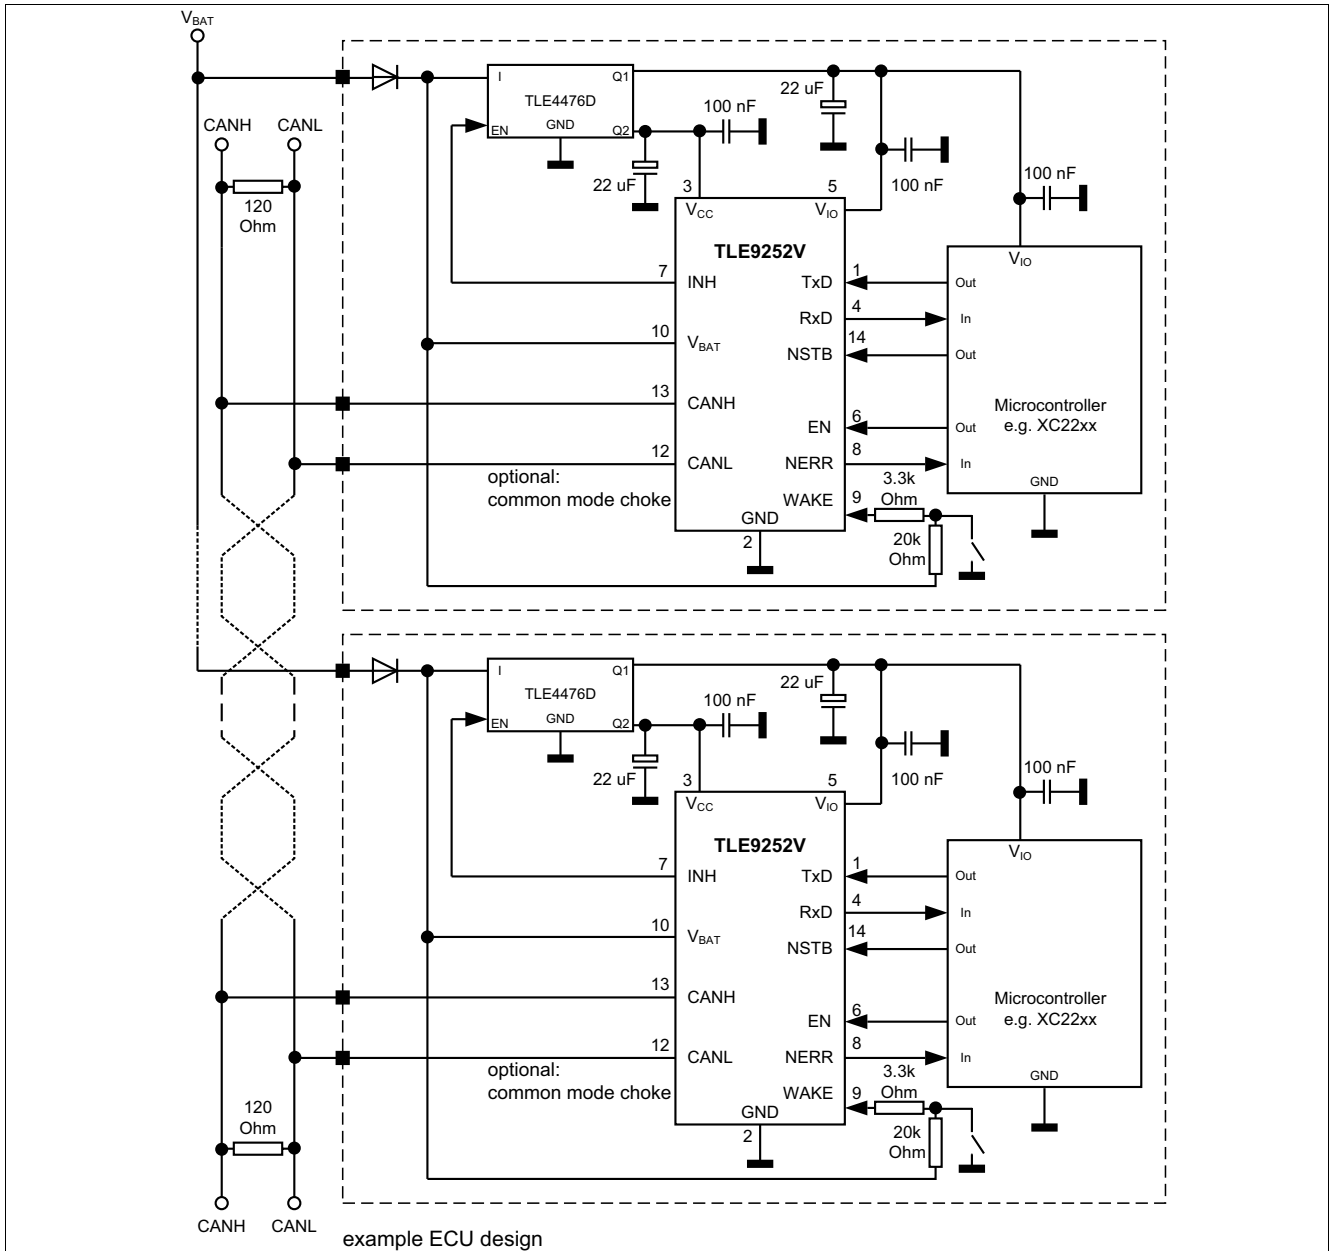 VBAT
CANH CANL
120
Ohm
I
Q1
TLE4476D
EN
GND
Q2
22 uF
100 nF
22 uF
100 nF
100 nF
3
5
VCC
VIO
TLE9252V
7
INH
10
VBAT
13
CANH
12
CANL
optional:
common mode choke
GND
2
TxD
1
RxD
4
NSTB
14
EN
6
NERR
8
WAKE
9
3.3k
Ohm
20k
Ohm
VIO
Out
In
Out
Microcontroller
e.g. XC22xx
Out
In
GND
I
Q1
TLE4476D
EN
GND
Q2
22 uF
100 nF
22 uF
100 nF
100 nF
3
5
VCC
VIO
TLE9252V
7
INH
10
VBAT
13
CANH
12
CANL
optional:
common mode choke
GND
2
TxD
1
RxD
4
NSTB
14
EN
6
NERR
8
WAKE
9
3.3k
Ohm
20k
Ohm
VIO
Out
In
Out
Microcontroller
e.g. XC22xx
Out
In
GND
120
Ohm
CANH CANL
example ECU design